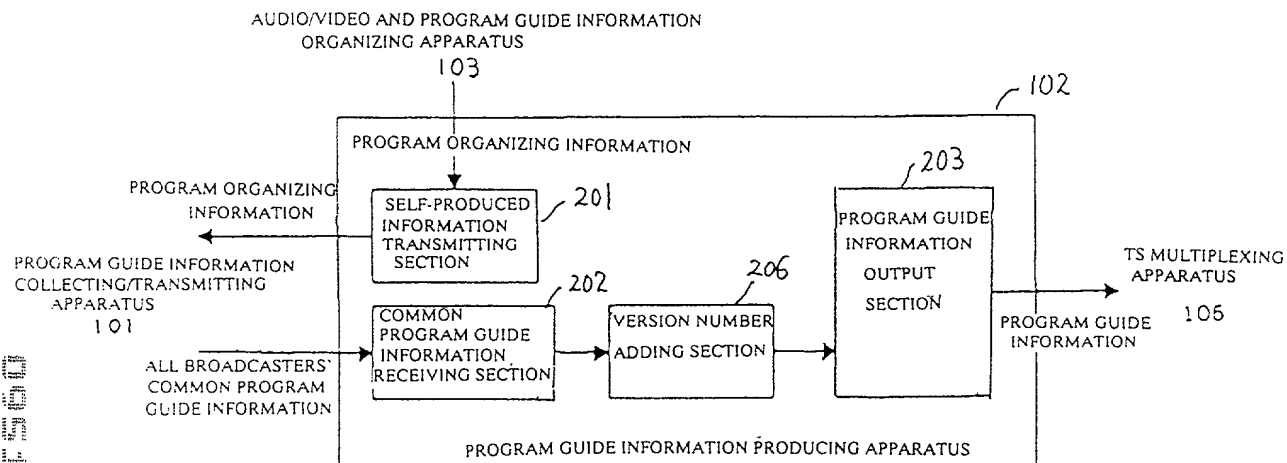 AUDIO/VIDEO AND PROGRAM GUIDE INFORMATION
ORGANIZING APPARATUS
103
102
PROGRAM ORGANIZING INFORMATION
203
PROGRAM ORGANIZING
INFORMATION
SELF-PRODUCED
INFORMATION
TRANSMITTING
SECTION
201
PROGRAM GUIDE
INFORMATION
OUTPUT
SECTION
PROGRAM GUIDE INFORMATION
COLLECTING/TRANSMITTING
APPARATUS
101
202
206
TS MULTIPLEXING
APPARATUS
105
COMMON
PROGRAM GUIDE
INFORMATION
RECEIVING SECTION
VERSION NUMBER
ADDING SECTION
PROGRAM GUIDE
INFORMATION
ALL BROADCASTERS'
COMMON PROGRAM
GUIDE INFORMATION
PROGRAM GUIDE INFORMATION PRODUCING APPARATUS